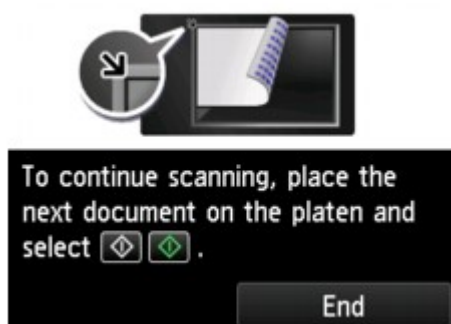 To continue scanning, place the
next document on the platen and
select .
End